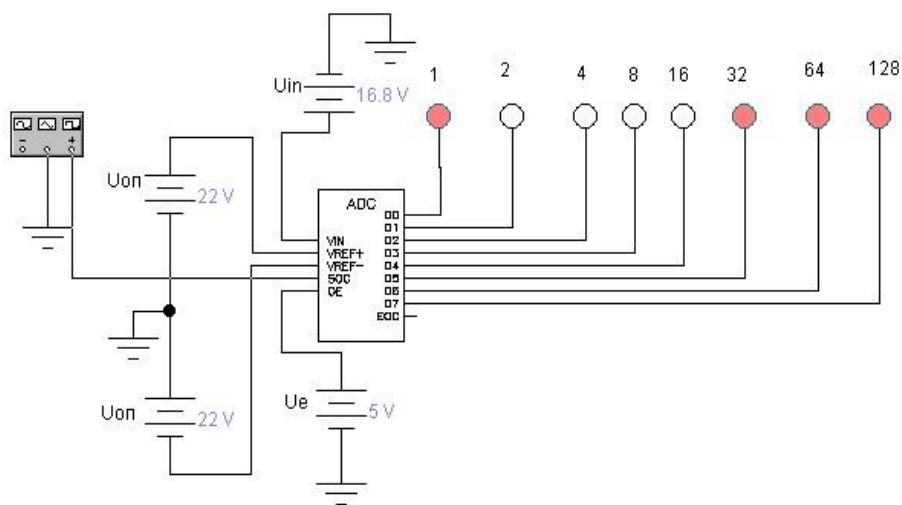 1 2 4 8 16 32 64 128
Uin
16.8 V
Uоп
22 V
ADC
VIN
VREF+
VREF-
SOC
OE
D0
D1
D2
D3
D4
D5
D6
D7
EOC
Uоп
22 V
Ue
5 V